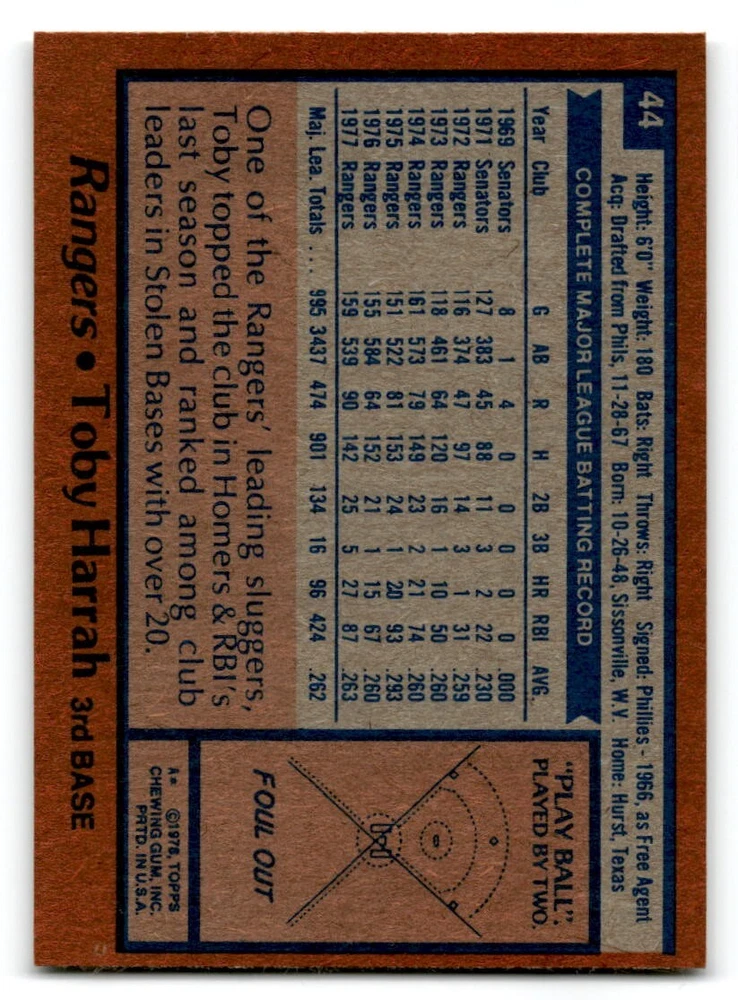 44
Height: 6'0" Weight: 180 Bats: Right Throws: Right Signed: Phillies - 1966, as Free Agent
Acq: Drafted from Phils, 11-28-67 Born: 10-26-48, Sissonville, W.V. Home: Hurst, Texas
COMPLETE MAJOR LEAGUE BATTING RECORD
Year Club G AB R H 2B 3B HR RBI AVG.
1969 Senators 8 1 4 0 0 0 0 0 .000
1971 Senators 127 383 45 88 11 3 2 22 .230
1972 Rangers 116 374 47 97 14 3 1 31 .259
1973 Rangers 118 461 64 120 16 1 10 50 .260
1974 Rangers 161 573 79 149 23 2 21 74 .260
1975 Rangers 151 522 81 153 24 1 20 93 .293
1976 Rangers 155 584 64 152 21 1 15 67 .260
1977 Rangers 159 539 90 142 25 5 27 87 .263
Maj. Lea. Totals . . . 995 3437 474 901 134 16 96 424 .262
One of the Rangers' leading sluggers,
Toby topped the club in Homers & RBI's
last season and ranked among club
leaders in Stolen Bases with over 20.
"PLAY BALL".
PLAYED BY TWO.
FOUL OUT
A* ©1978, TOPPS
CHEWING GUM, INC.
PRTD. IN U.S.A.
Rangers • Toby Harrah 3rd BASE